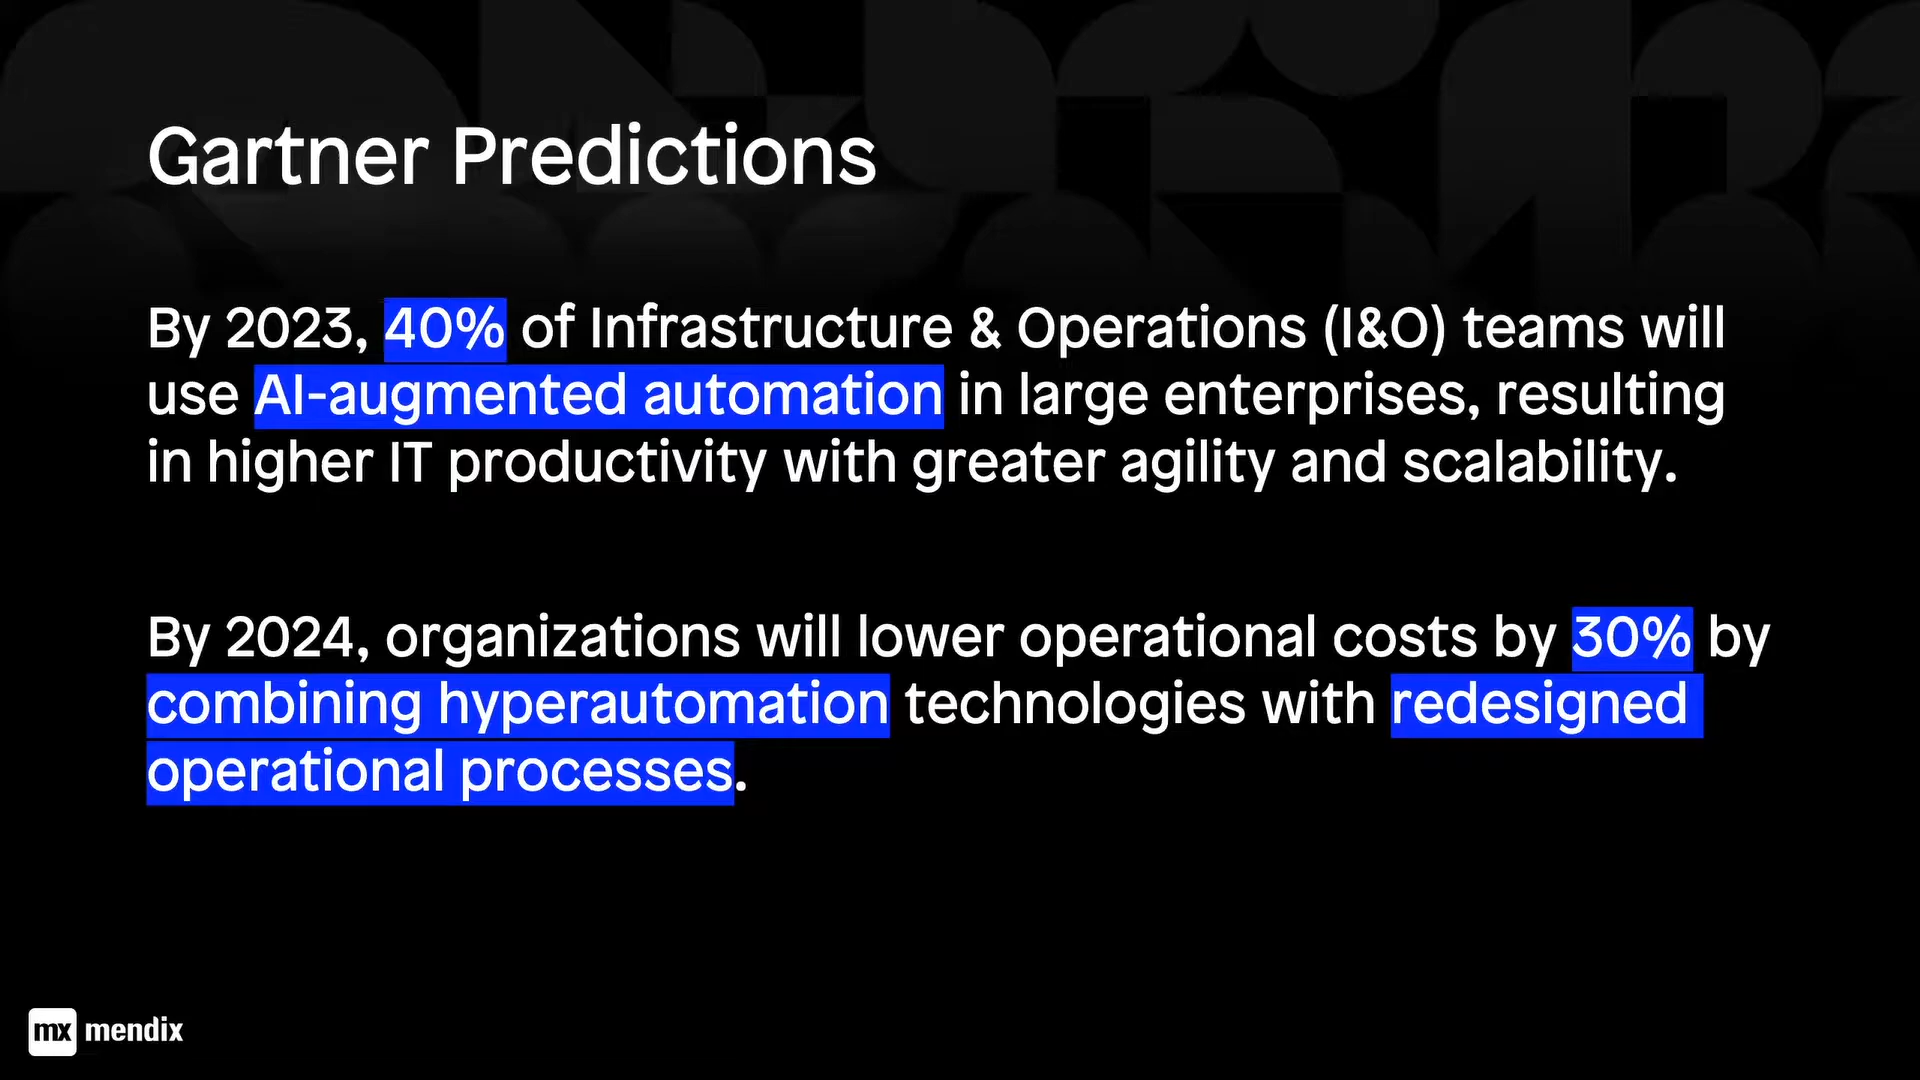 Gartner Predictions
By 2023, 40% of Infrastructure & Operations (I&O) teams will
use AI-augmented automation in large enterprises, resulting
in higher IT productivity with greater agility and scalability.
By 2024, organizations will lower operational costs by 30% by
combining hyperautomation technologies with redesigned
operational processes.
mx mendix